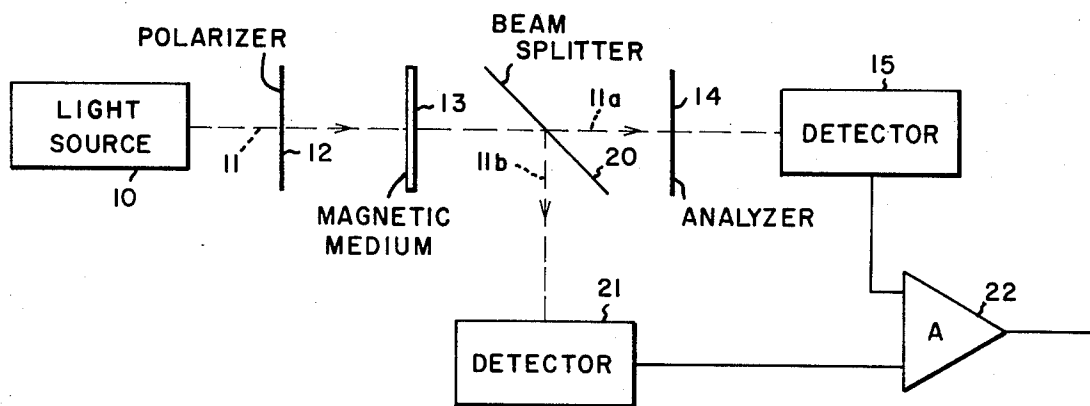 BEAM
SPLITTER
POLARIZER
LIGHT
SOURCE
10
11
12
13
MAGNETIC
MEDIUM
11a
11b
20
14
ANALYZER
15
DETECTOR
21
DETECTOR
A
22